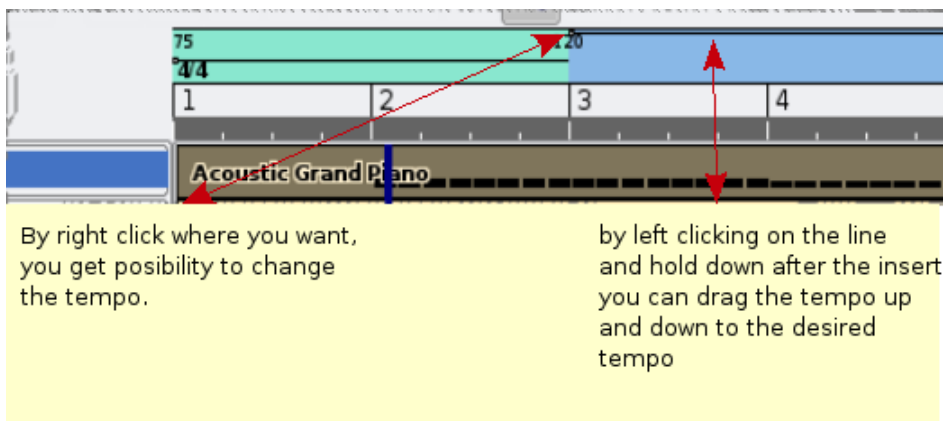 75
120
4/4
1 2 3 4
Acoustic Grand Piano
By right click where you want,
you get posibility to change
the tempo.
by left clicking on the line
and hold down after the insert
you can drag the tempo up
and down to the desired
tempo